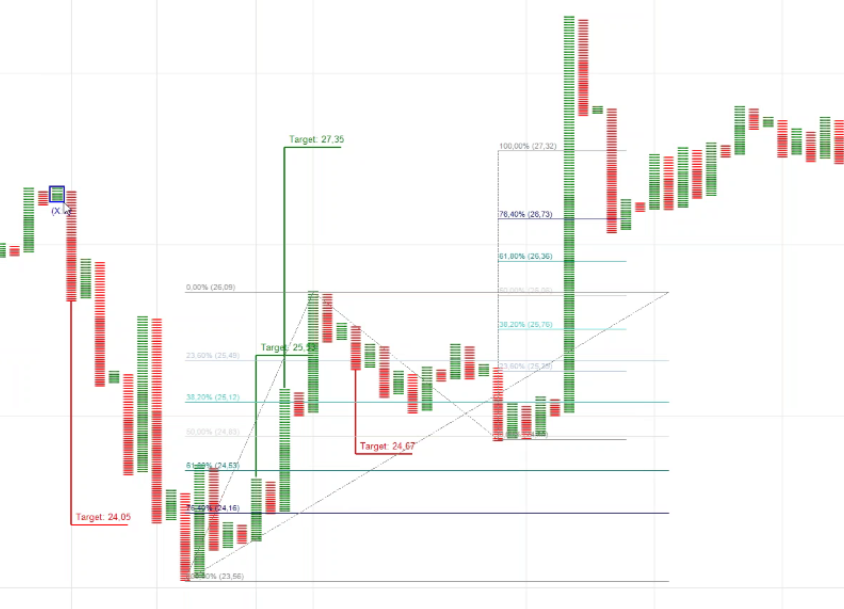 Target: 27,35
100,00% (27,32)
(X.
76,40% (26,73)
61,80% (26,36)
0,00% (26,09)
38,20% (25,76)
Target: 25,53
23,60% (25,49)
38,20% (25,12)
50,00% (24,83)
Target: 24,67
61,80% (24,53)
76,40% (24,16)
Target: 24,05
(23,56)